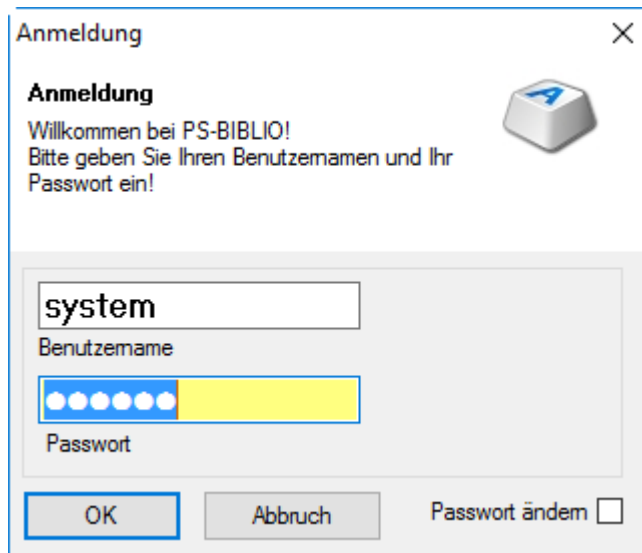 Anmeldung
Anmeldung
Willkommen bei PS-BIBLIO!
Bitte geben Sie Ihren Benutzernamen und Ihr
Passwort ein!
A
system
Benutzername
●●●●●●
Passwort
OK Abbruch Passwort ändern